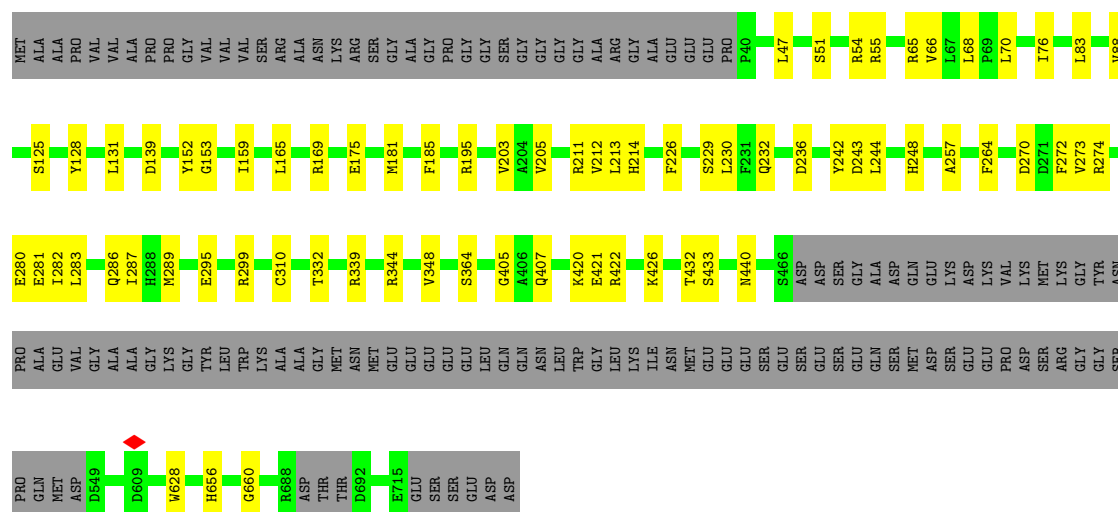 MET ALA ALA PRO VAL VAL ALA PRO PRO GLY VAL VAL VAL SER ARG ALA ASN LYS ARG SER GLY ALA GLY PRO GLY GLY SER GLY GLY GLY GLY ALA ARG GLY ALA GLU GLU GLU PRO P40 L47 S51 R54 R55 R65 V66 L67 L68 P69 L70 I76 L83 V88
S125 Y128 L131 D139 Y152 G153 I159 L165 R169 E175 M181 F185 R195 V203 A204 V205 R211 V212 L213 H214 F226 S229 L230 F231 Q232 D236 Y242 D243 L244 H248 A257 F264 D270 D271 F272 V273 R274
E280 E281 I282 L283 Q286 I287 H288 M289 E295 R299 C310 T332 R339 R344 V348 S364 G405 A406 Q407 K420 E421 R422 K426 T432 S433 N440 S466 ASP ASP SER GLY ALA ASP GLN GLU LYS ASP LYS VAL LYS MET LYS GLY TYR ASN
PRO ALA GLU VAL GLY ALA ALA GLY LYS GLY TYR LEU TRP LYS ALA ALA GLY MET ASN MET GLU GLU GLU GLU GLU LEU GLN GLN ASN LEU TRP GLY LEU LYS ILE ASN MET GLU GLU GLU SER GLU SER GLU SER GLU GLN SER MET ASP SER GLU GLU PRO ASP SER ARG GLY GLY SER
PRO GLN MET ASP D549 D609 W628 H656 G660 R688 ASP THR THR D692 E715 GLU SER SER GLU ASP ASP